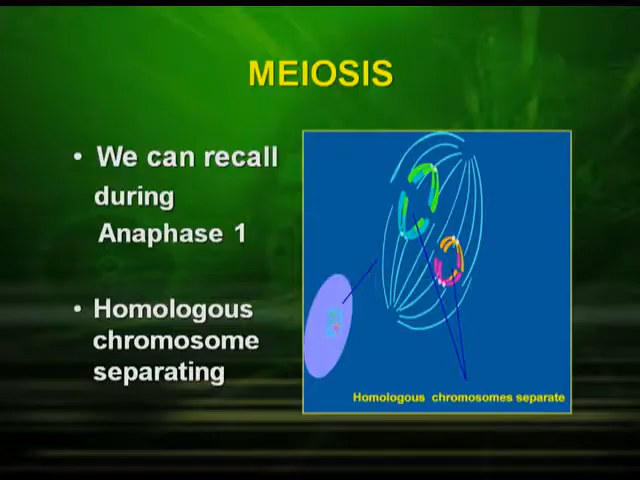 MEIOSIS
• We can recall
during
Anaphase 1
• Homologous
chromosome
separating
Homologous chromosomes separate